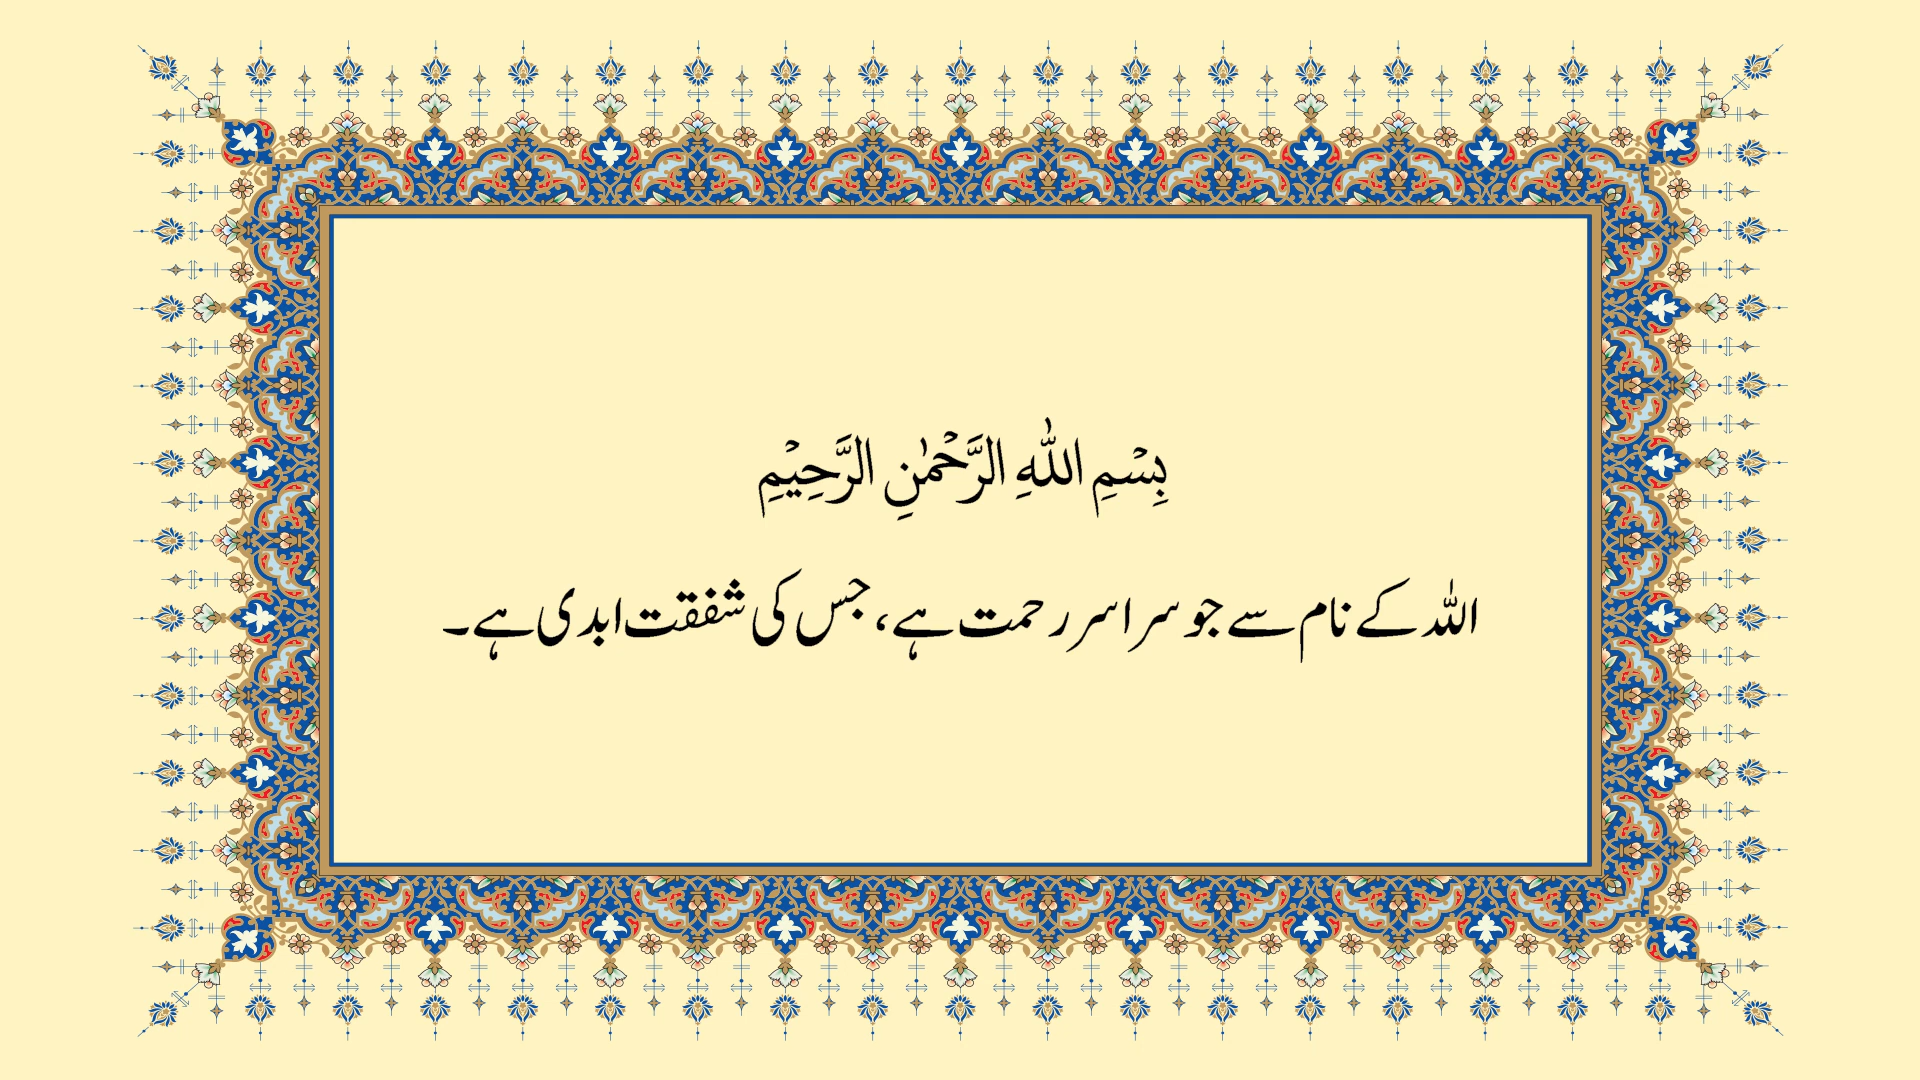 بِسْمِ اللّٰهِ الرَّحْمٰنِ الرَّحِيْمِ
اللہ کے نام سے جو سراسر رحمت ہے، جس کی شفقت ابدی ہے۔